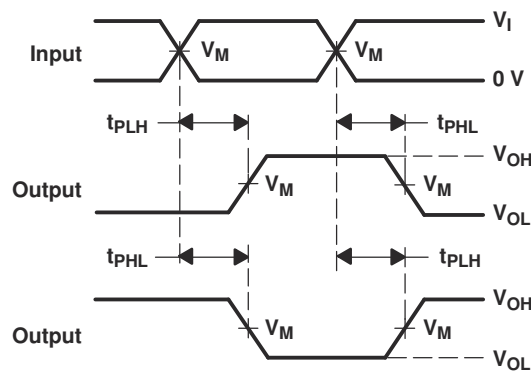 V_I
Input V_M V_M
0 V
t_PLH t_PHL
V_OH
Output V_M V_M
V_OL
t_PHL t_PLH
V_OH
Output V_M V_M
V_OL